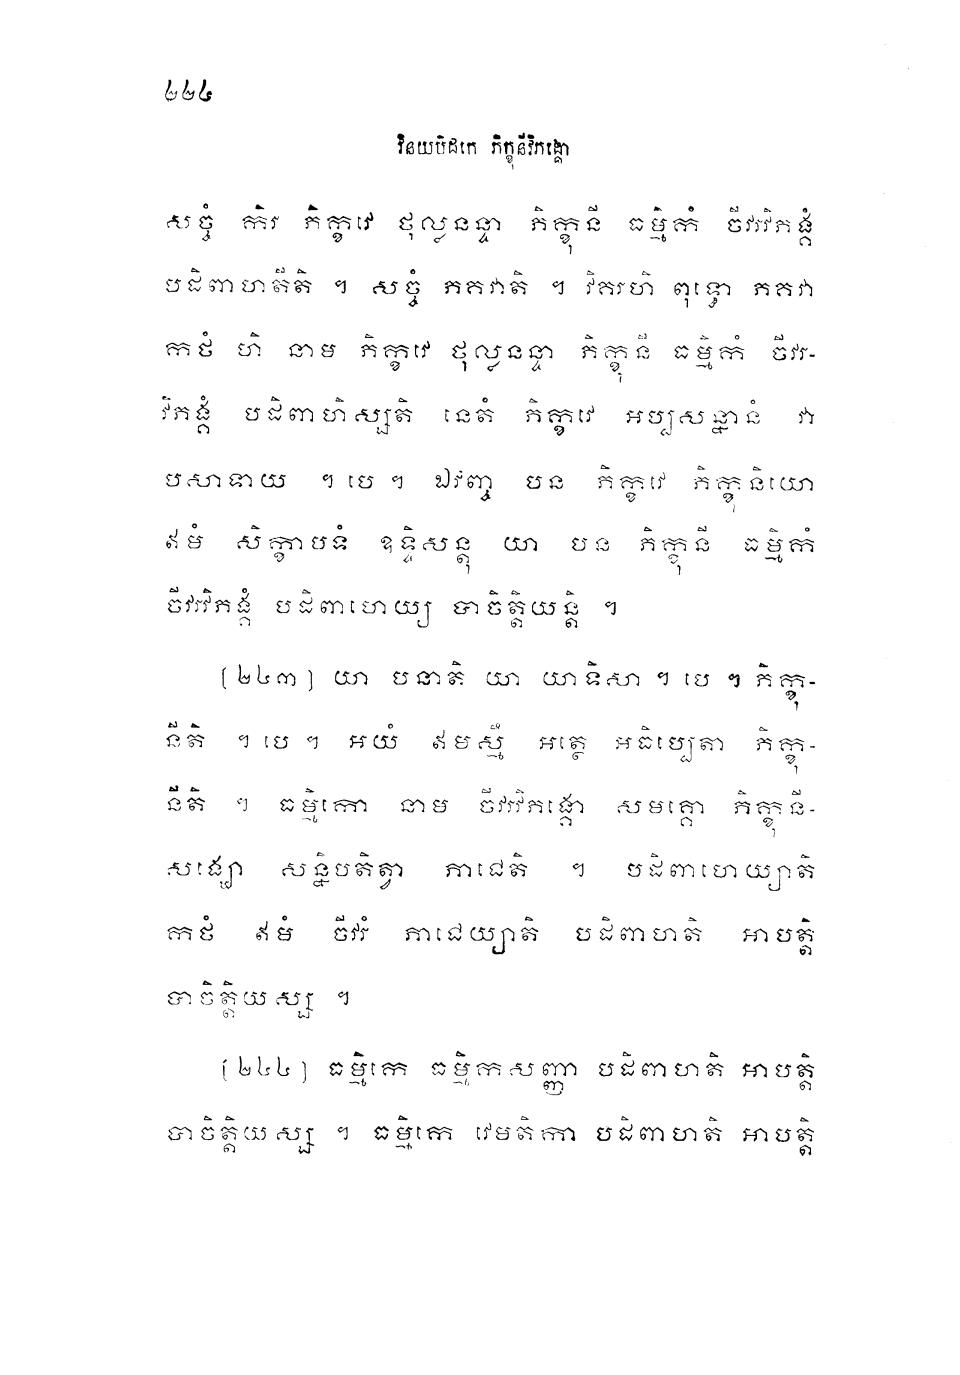 ២២៤
វិនយបិដកេ ភិក្ខុនីវិភង្គោ
សច្ចំ កិរ ភិក្ខវេ ថុល្លនន្ទា ភិក្ខុនី ធម្មិកំ ចីវរវិភង្គំ
បដិពាហតីតិ ។ សច្ចំ ភគវាតិ ។ វិគរហិ ពុទ្ធោ ភគវា
កថំ ហិ នាម ភិក្ខវេ ថុល្លនន្ទា ភិក្ខុនី ធម្មិកំ ចីវរ-
វិភង្គំ បដិពាហិស្សតិ នេតំ ភិក្ខវេ អប្បសន្នានំ វា
បសាទាយ ។ បេ ។ ឯវញ្ច បន ភិក្ខវេ ភិក្ខុនិយោ
ឥមំ សិក្ខាបទំ ឧទ្ទិសន្តុ យា បន ភិក្ខុនី ធម្មិកំ
ចីវរវិភង្គំ បដិពាហេយ្យ បាចិត្តិយន្តិ ។
(២៤៣) យា បនាតិ យា យាទិសា ។ បេ ។ ភិក្ខុ-
នីតិ ។ បេ ។ អយំ ឥមស្មឹ អត្ថេ អធិប្បេតា ភិក្ខុ-
នីតិ ។ ធម្មិកោ នាម ចីវរវិភង្គោ សមគ្គោ ភិក្ខុនី-
សង្ឃោ សន្និបតិត្វា ភាជេតិ ។ បដិពាហេយ្យាតិ
កថំ ឥមំ ចីវរំ ភាជេយ្យាតិ បដិពាហតិ អាបត្តិ
បាចិត្តិយស្ស ។
(២៤៤) ធម្មិកេ ធម្មិកសញ្ញា បដិពាហតិ អាបត្តិ
បាចិត្តិយស្ស ។ ធម្មិកេ វេមតិកា បដិពាហតិ អាបត្តិ